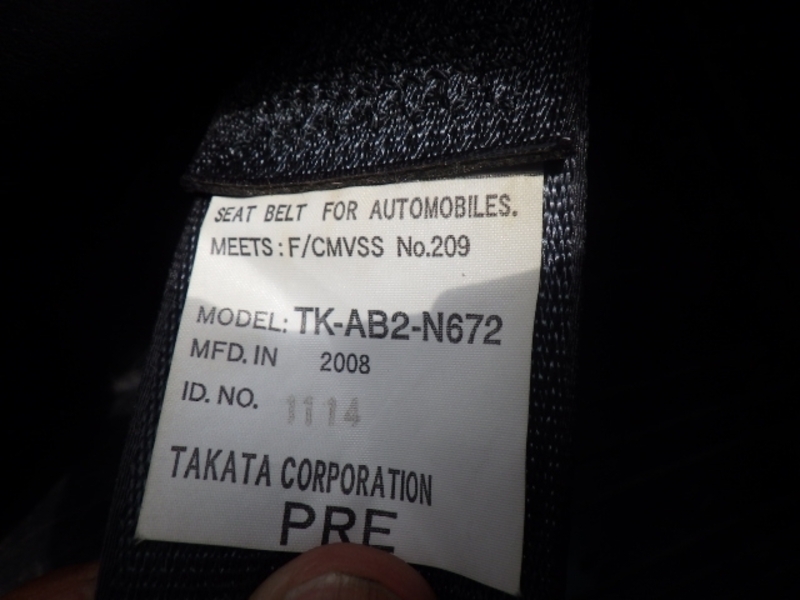 SEAT BELT FOR AUTOMOBILES.
MEETS: F/CMVSS No.209
MODEL: TK-AB2-N672
MFD. IN 2008
ID. NO. 1114
TAKATA CORPORATION
PRE